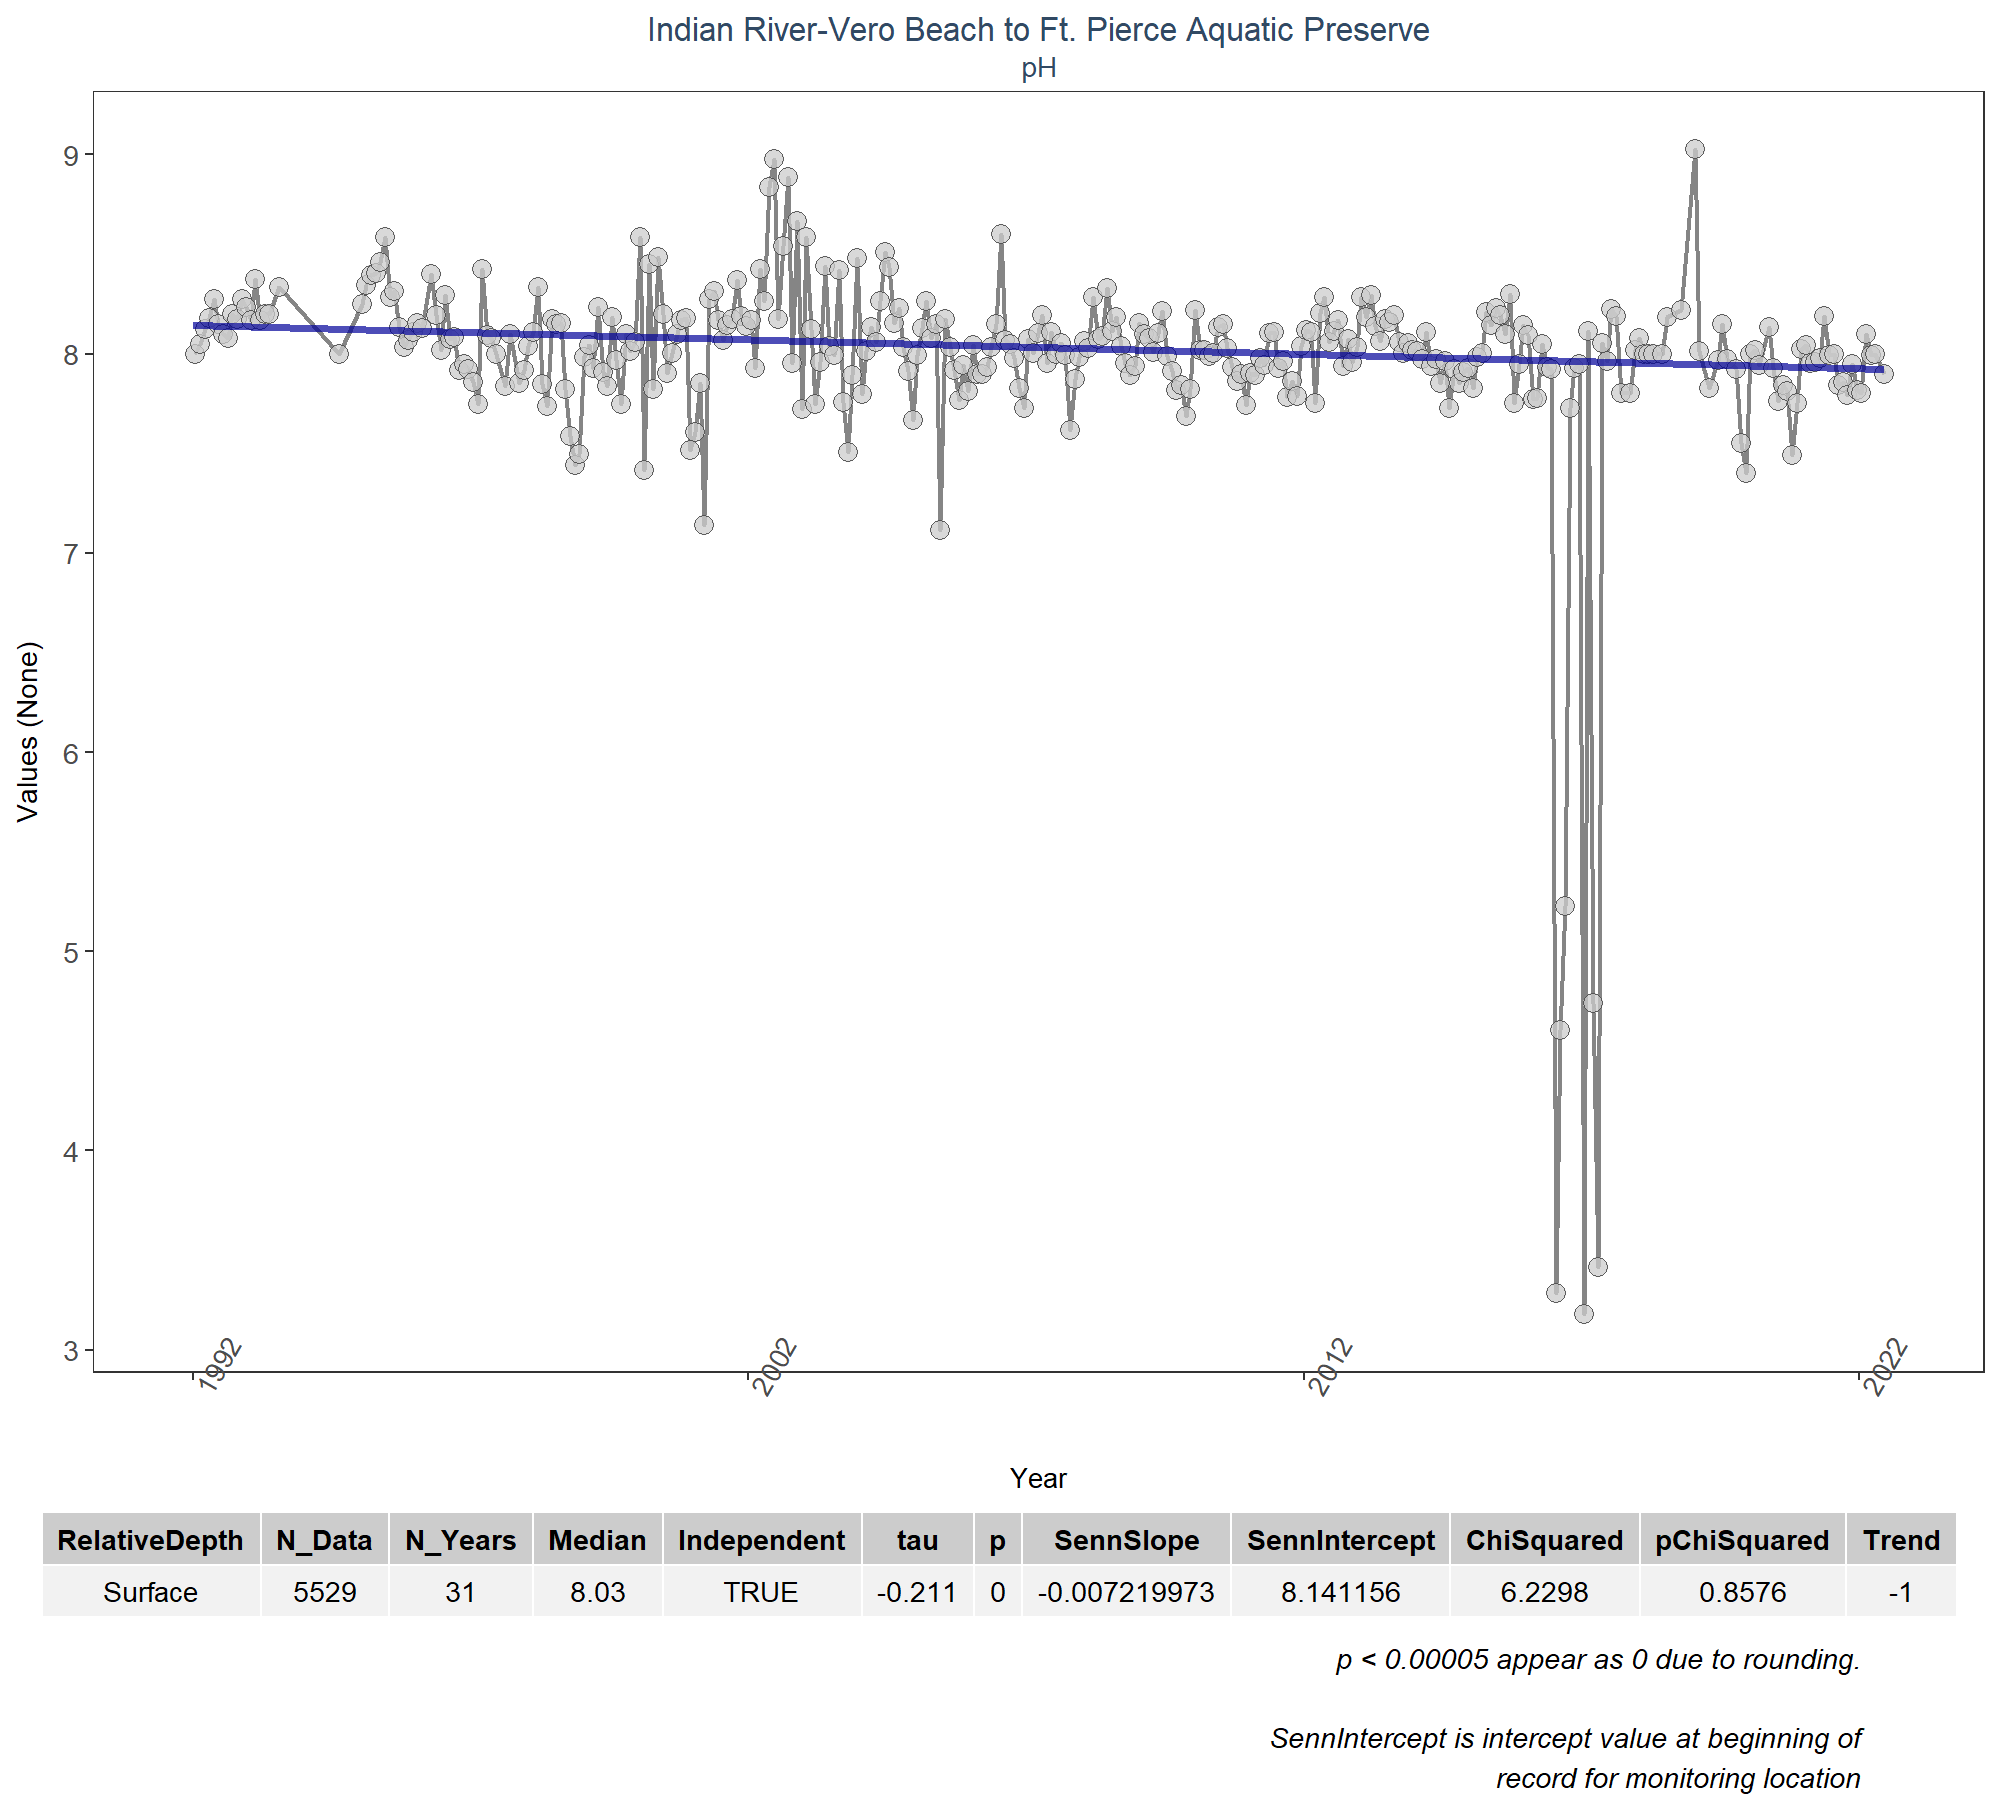 Indian River-Vero Beach to Ft. Pierce Aquatic Preserve
pH
Values (None)
9
8
7
6
5
4
3
1992
2002
2012
2022
Year
RelativeDepth N_Data N_Years Median Independent tau p SennSlope SennIntercept ChiSquared pChiSquared Trend
Surface 5529 31 8.03 TRUE -0.211 0 -0.007219973 8.141156 6.2298 0.8576 -1
p < 0.00005 appear as 0 due to rounding.
SennIntercept is intercept value at beginning of
record for monitoring location